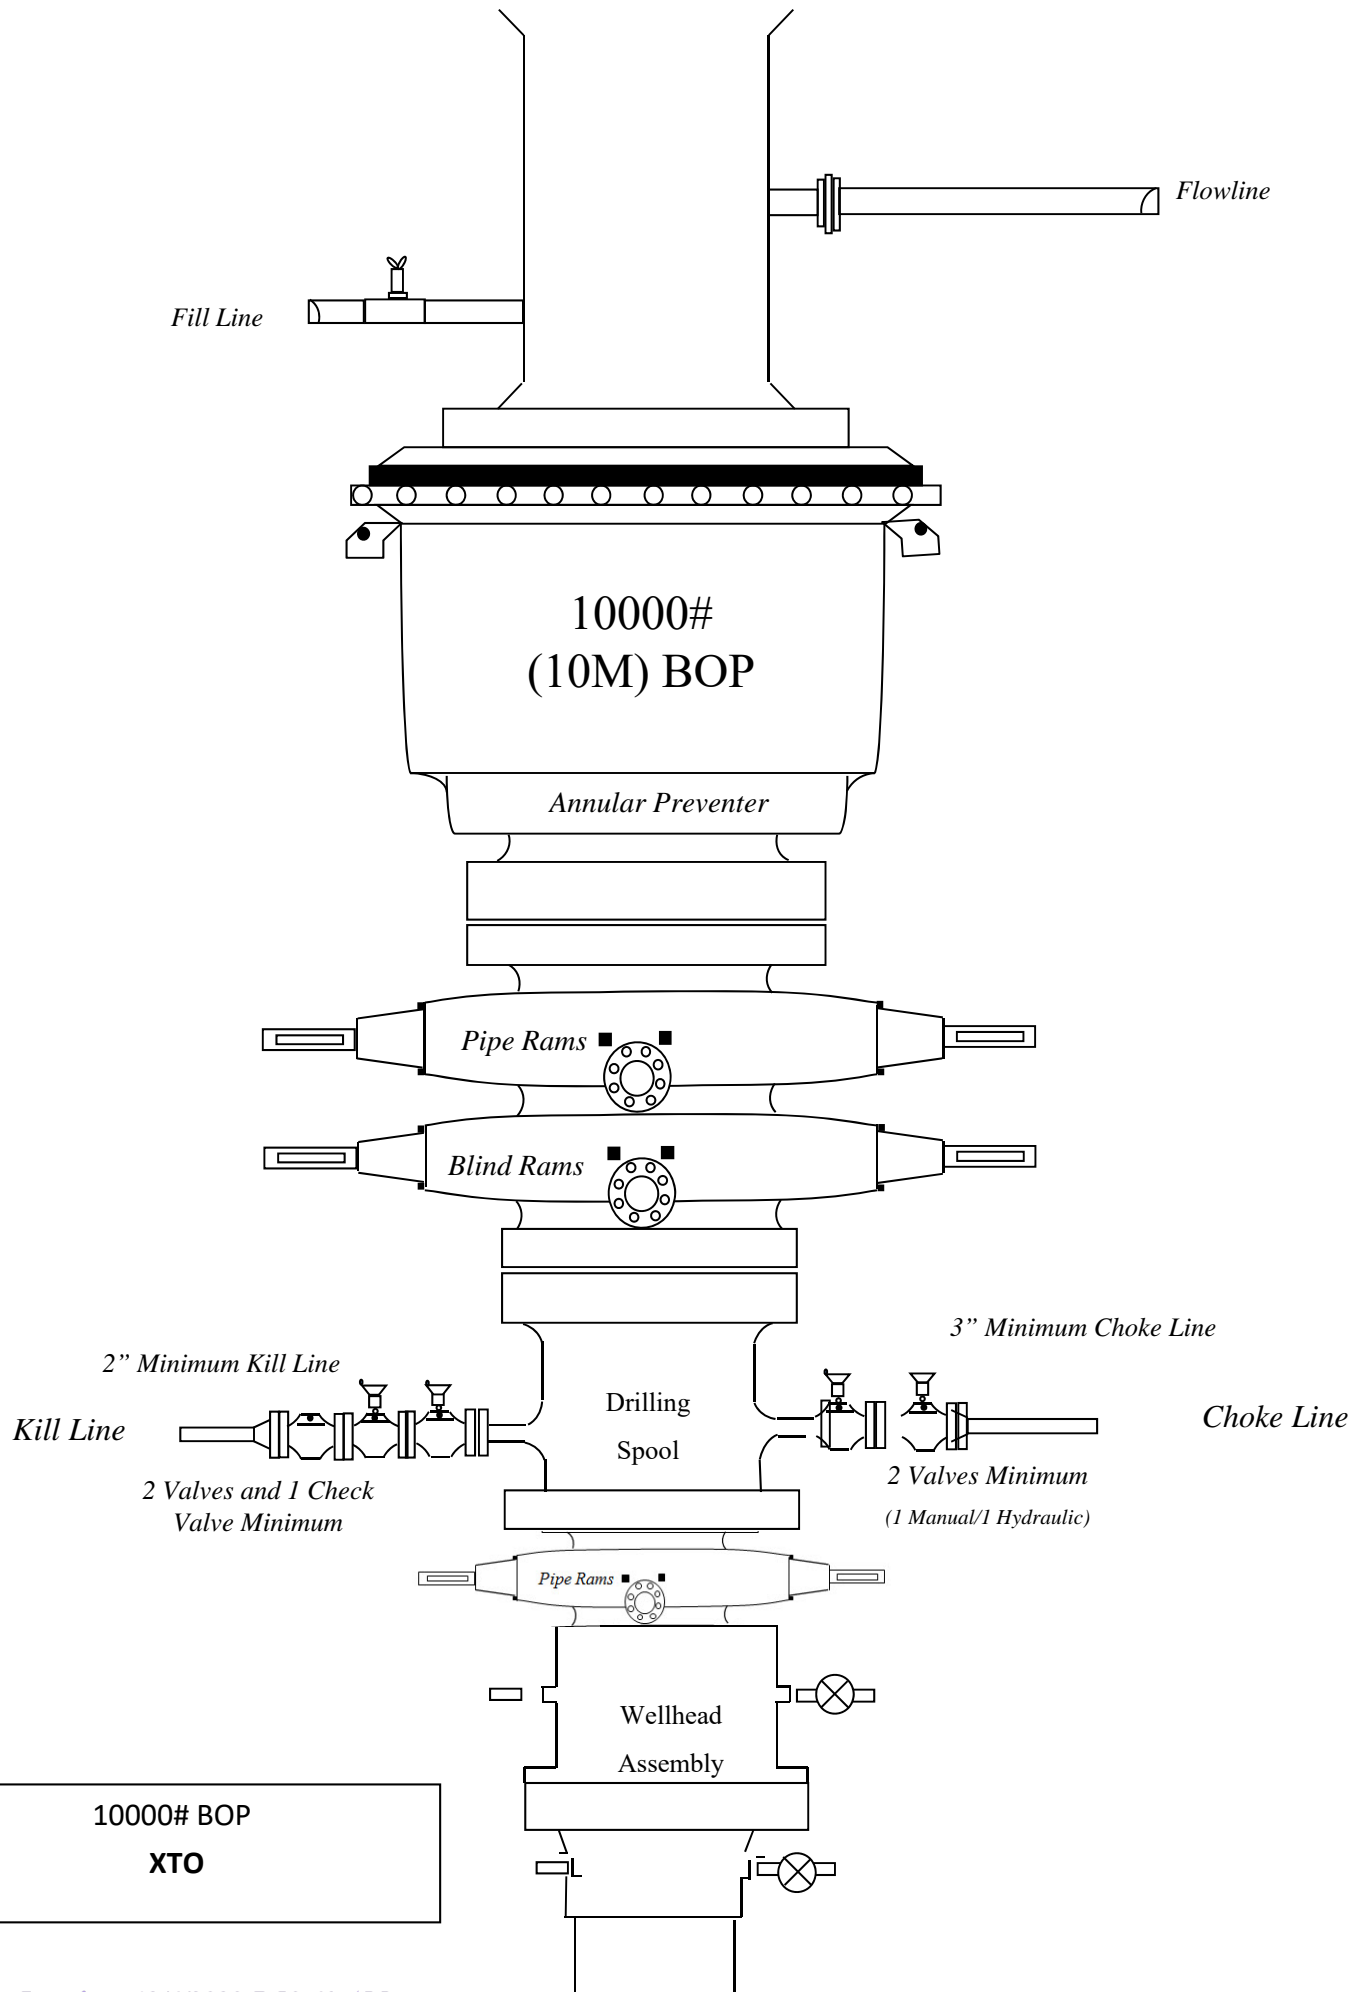 Flowline
Fill Line
10000#
(10M) BOP
Annular Preventer
Pipe Rams
Blind Rams
3” Minimum Choke Line
2” Minimum Kill Line
Drilling
Spool
Kill Line
Choke Line
2 Valves and 1 Check
Valve Minimum
2 Valves Minimum
(1 Manual/1 Hydraulic)
Pipe Rams
Wellhead
Assembly
10000# BOP
XTO